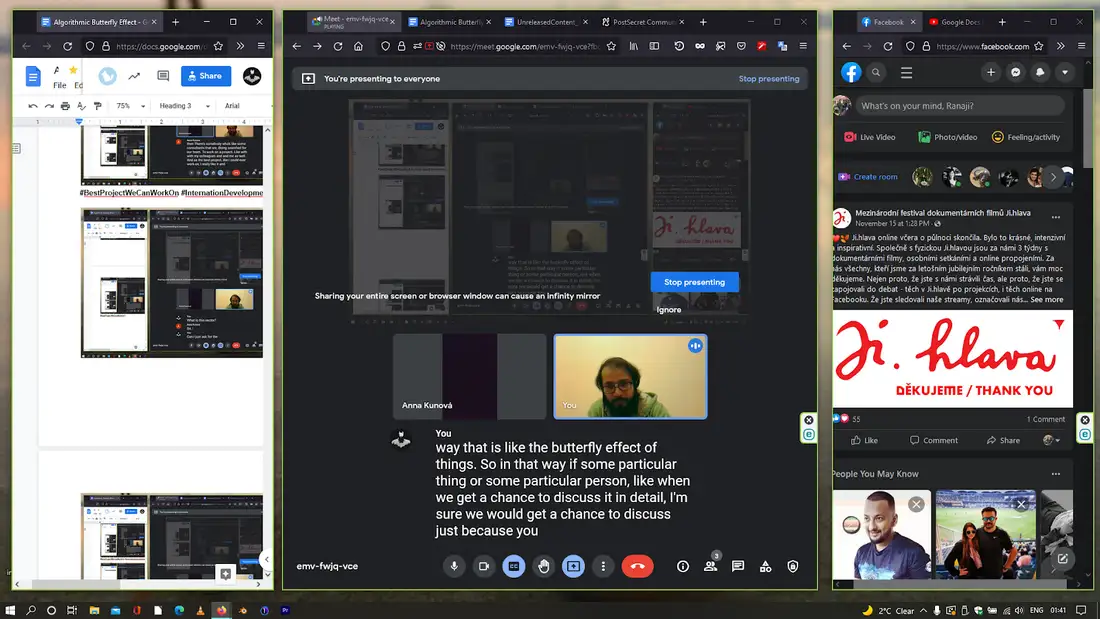 Algorithmic Butterfly Effect - G
https://docs.google.com/
File
Ed
Share
75%
Heading 3
Arial
#BestProjectWeCanWorkOn #InternationDevelopme
Meet - emv-fwjq-vce
PLAYING
Algorithmic Butterfly
UnreleasedContent_
PostSecret Commun
https://meet.google.com/emv-fwjq-vce?
You're presenting to everyone
Stop presenting
Sharing your entire screen or browser window can cause an infinity mirror
Stop presenting
Ignore
Anna Kunová
You
You
way that is like the butterfly effect of
things. So in that way if some particular
thing or some particular person, like when
we get a chance to discuss it in detail, I'm
sure we would get a chance to discuss
just because you
emv-fwjq-vce
3
Facebook
Google Docs
https://www.facebook.com
What's on your mind, Ranaji?
Live Video
Photo/video
Feeling/activity
Create room
Mezinárodní festival dokumentárních filmů Ji.hlava
November 15 at 1:28 PM
Ji.hlava online včera o půlnoci skončila. Bylo to krásné, intenzivní
a inspirativní. Společně s fyzickou Ji.hlavou jsou za námi 3 týdny s
dokumentárními filmy, osobními setkáními a online propojeními. Za
nás všechny, kteří jsme za letošním jubilejním ročníkem stáli, vám moc
děkujeme. Nejen proto, že jste s námi strávili čas, ale proto, že jste se
zapojovali do debat - těch v Ji.hlavě po projekcích, i těch online na
Facebooku. Že jste sledovali naše streamy, označovali nás... See more
Ji. hlava
DĚKUJEME / THANK YOU
55
1 Comment
Like
Comment
Share
People You May Know
2°C Clear
ENG
01:41